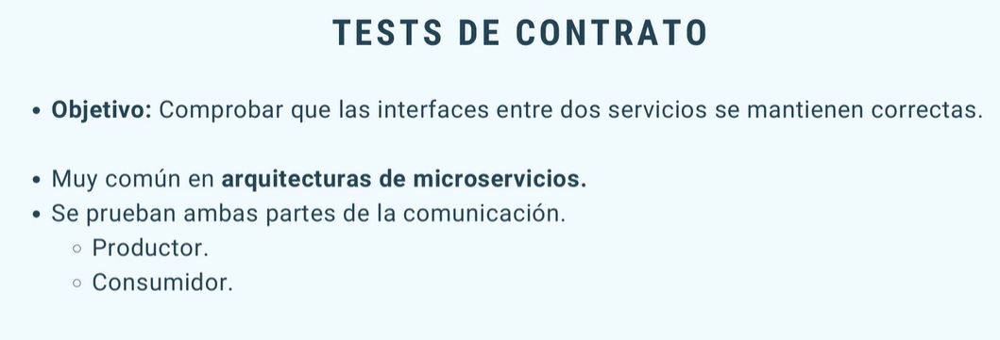 TESTS DE CONTRATO
• Objetivo: Comprobar que las interfaces entre dos servicios se mantienen correctas.
• Muy común en arquitecturas de microservicios.
• Se prueban ambas partes de la comunicación.
○ Productor.
○ Consumidor.